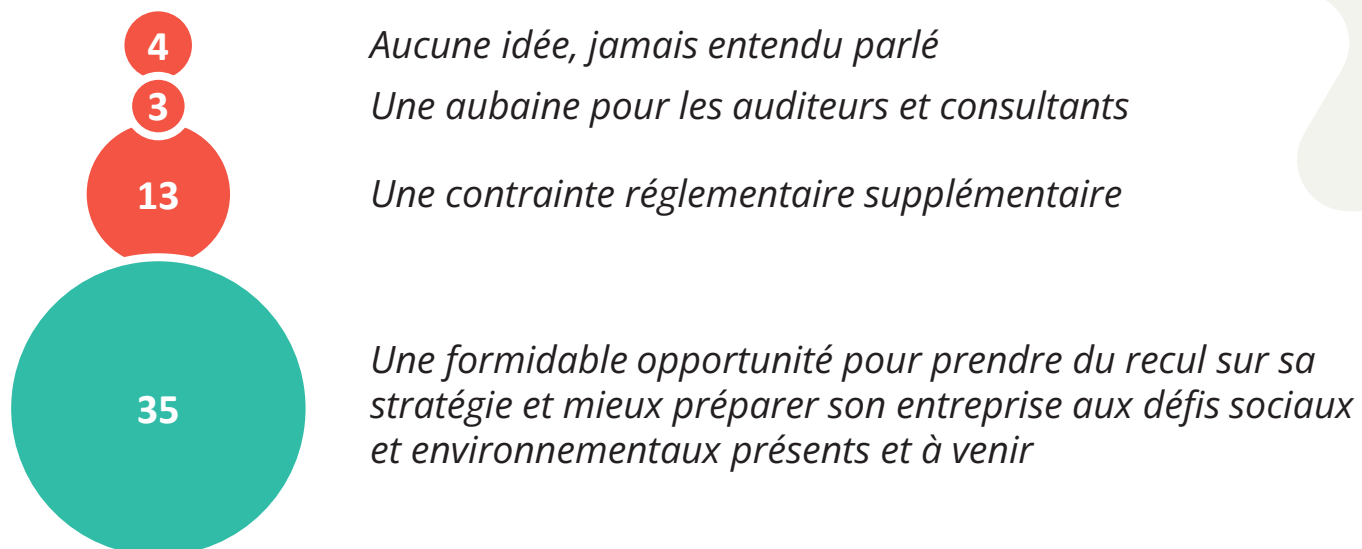 4 Aucune idée, jamais entendu parlé
3 Une aubaine pour les auditeurs et consultants
13 Une contrainte réglementaire supplémentaire
35 Une formidable opportunité pour prendre du recul sur sa
stratégie et mieux préparer son entreprise aux défis sociaux
et environnementaux présents et à venir